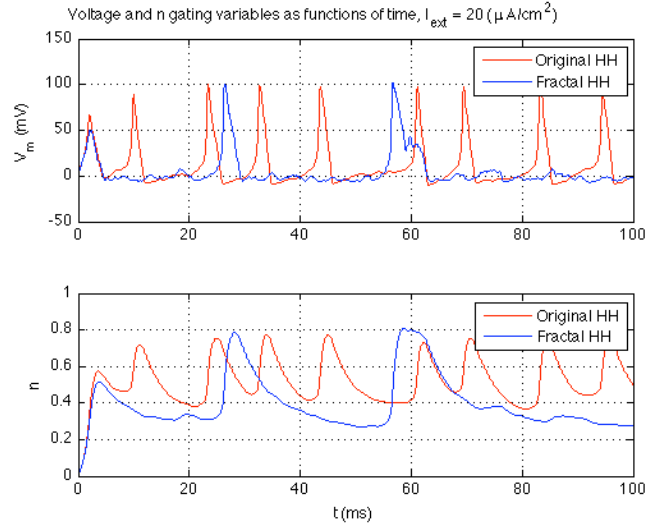 Voltage and n gating variables as functions of time, I_ext = 20 (μ A/cm²)
150
100
50
0
-50
V_m (mV)
Original HH
Fractal HH
0 20 40 60 80 100
1
0.8
0.6
0.4
0.2
0
n
Original HH
Fractal HH
0 20 40 60 80 100
t (ms)